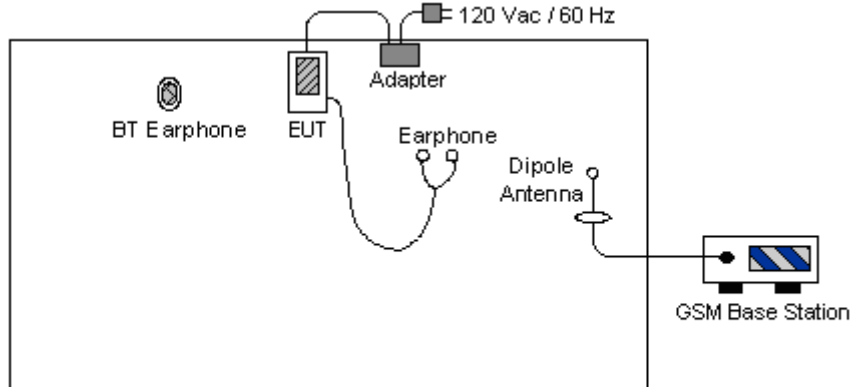 120 Vac / 60 Hz
Adapter
BT Earphone
EUT
Earphone
Dipole
Antenna
GSM Base Station